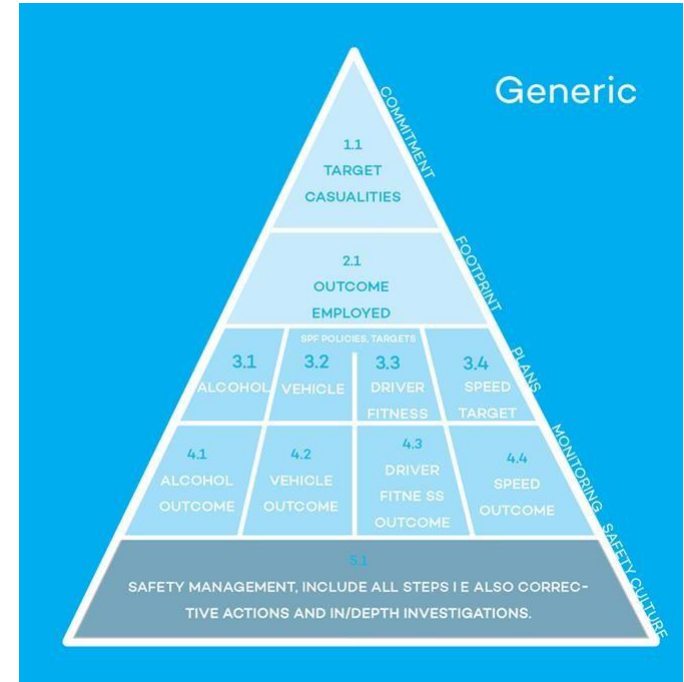 Generic
COMMITMENT
1.1
TARGET
CASUALITIES
FOOTPRINT
2.1
OUTCOME
EMPLOYED
PLANS
SPF POLICIES, TARGETS
3.1
ALCOHOL
3.2
VEHICLE
3.3
DRIVER
FITNESS
3.4
SPEED
TARGET
MONITORING
4.1
ALCOHOL
OUTCOME
4.2
VEHICLE
OUTCOME
4.3
DRIVER
FITNE SS
OUTCOME
4.4
SPEED
OUTCOME
SAFETY CULTURE
5.1
SAFETY MANAGEMENT, INCLUDE ALL STEPS I E ALSO CORREC-
TIVE ACTIONS AND IN/DEPTH INVESTIGATIONS.